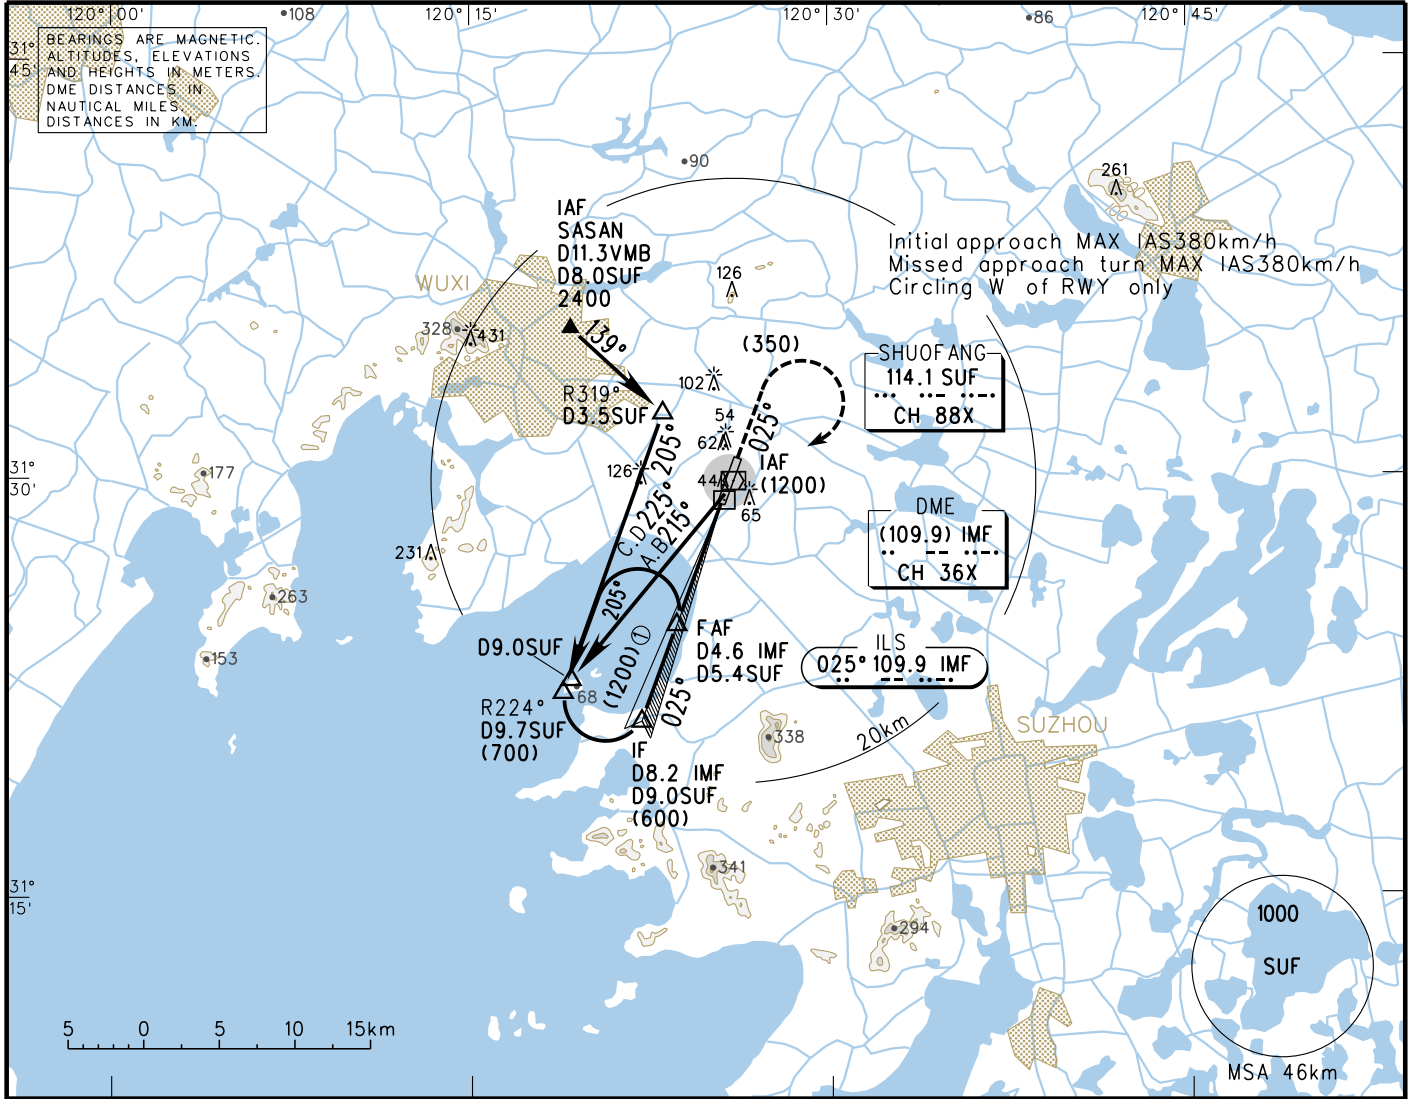 120° 00'
108
120° 15'
120° 30'
86
120° 45'
31°
45'
BEARINGS ARE MAGNETIC.
ALTITUDES, ELEVATIONS
AND HEIGHTS IN METERS.
DME DISTANCES IN
NAUTICAL MILES.
DISTANCES IN KM.
90
261
IAF
SASAN
D11.3VMB
D8.0SUF
2400
Initial approach MAX IAS380km/h
Missed approach turn MAX IAS380km/h
Circling W of RWY only
WUXI
126
328
431
139°
(350)
SHUOFANG
114.1 SUF
CH 88X
102
R319°
D3.5SUF
54
62
025°
205°
126
31°
30'
177
IAF
(1200)
44
65
C.D225°
A.B215°
DME
(109.9) IMF
CH 36X
231
263
205°
153
D9.0SUF
(1200) ①
FAF
D4.6 IMF
D5.4SUF
ILS
025° 109.9 IMF
68
025°
R224°
D9.7SUF
(700)
338
20km
SUZHOU
IF
D8.2 IMF
D9.0SUF
(600)
341
31°
15'
294
1000
SUF
5 0 5 10 15km
MSA 46km